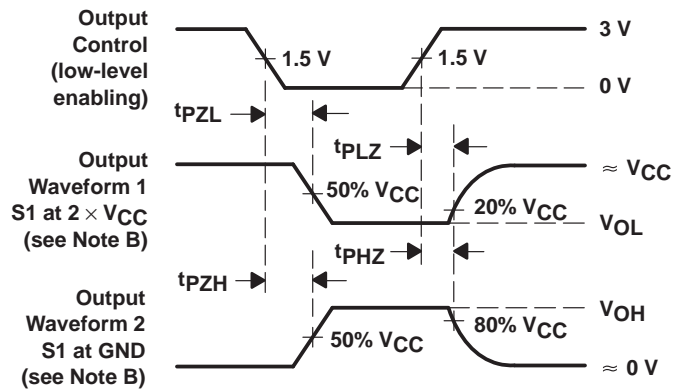 Output
Control
(low-level
enabling)
1.5 V
1.5 V
3 V
0 V
tPZL
tPLZ
Output
Waveform 1
S1 at 2 × VCC
(see Note B)
50% VCC
20% VCC
≈ VCC
VOL
tPZH
tPHZ
Output
Waveform 2
S1 at GND
(see Note B)
50% VCC
80% VCC
VOH
≈ 0 V